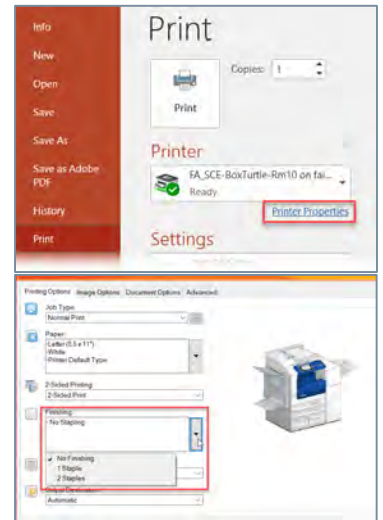 Info
New
Open
Save
Save As
Save as Adobe
PDF
History
Print
Print
Copies: 1
Print
Printer
FA_SCE-BoxTurtle-Rm10 on fai...
Ready
Printer Properties
Settings
Printing Options Image Options Document Options Advanced
Job Type:
Normal Print
Paper:
-Letter (8.5 x 11")
-White
-Printer Default Type
2-Sided Printing:
2-Sided Print
Finishing:
- No Stapling
✔ No Finishing
1 Staple
2 Staples
Output Destination:
Automatic